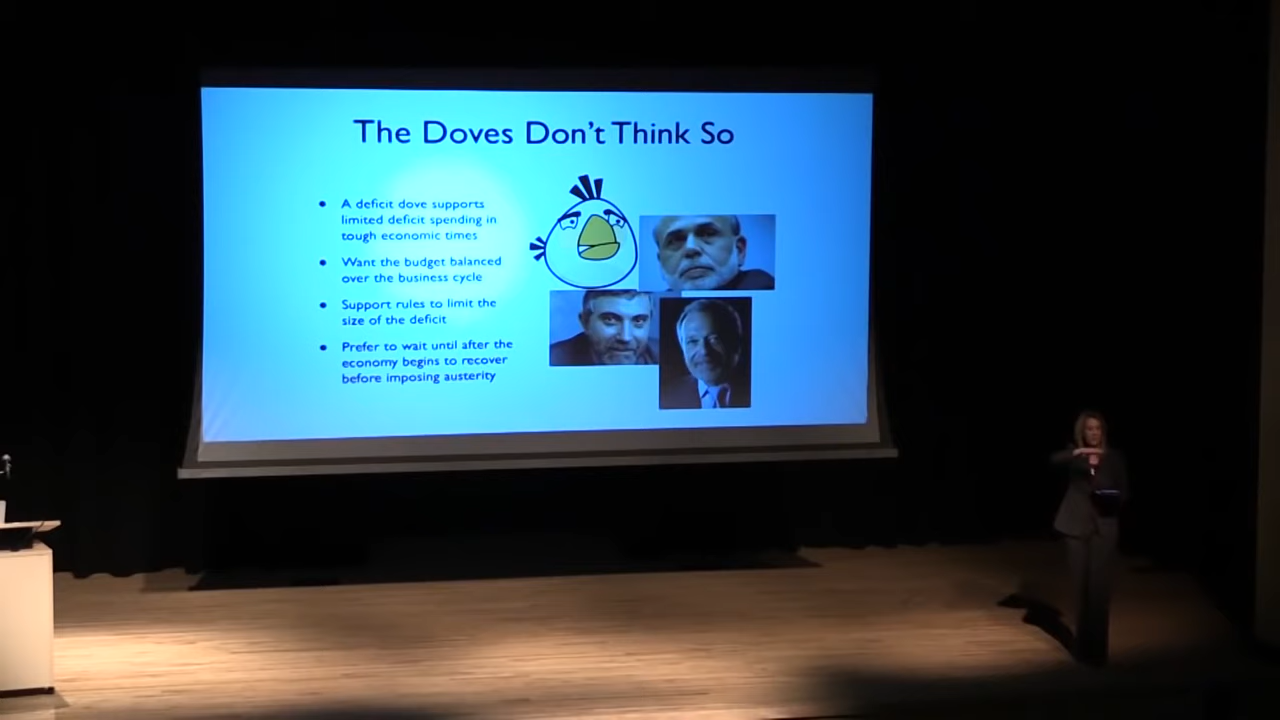 The Doves Don't Think So
A deficit dove supports
limited deficit spending in
tough economic times
Want the budget balanced
over the business cycle
Support rules to limit the
size of the deficit
Prefer to wait until after the
economy begins to recover
before imposing austerity